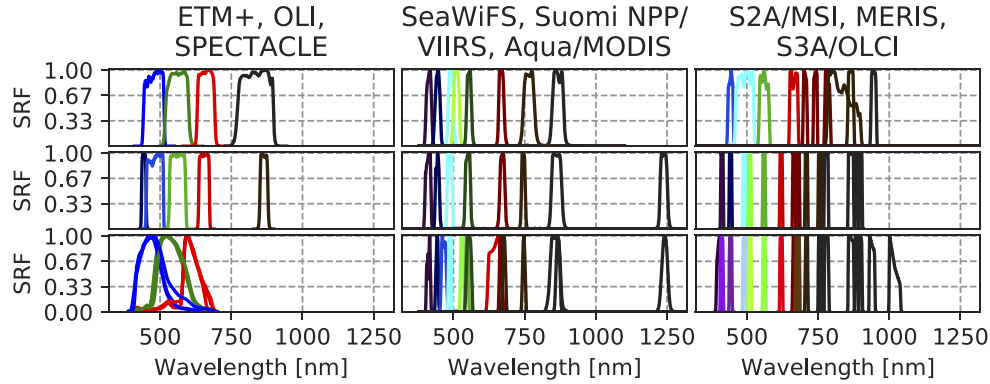 ETM+, OLI,
SPECTACLE
SeaWiFS, Suomi NPP/
VIIRS, Aqua/MODIS
S2A/MSI, MERIS,
S3A/OLCI
SRF
1.00
0.67
0.33
SRF
1.00
0.67
0.33
SRF
1.00
0.67
0.33
0.00
500 750 1000 1250
500 750 1000 1250
500 750 1000 1250
Wavelength [nm]
Wavelength [nm]
Wavelength [nm]